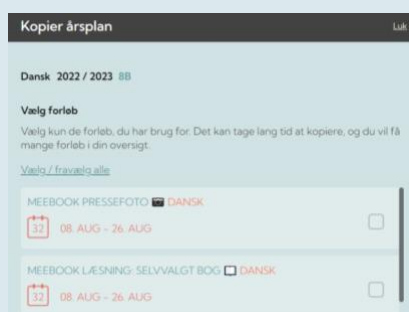 Kopier årsplan
Luk
Dansk 2022 / 2023 8B
Vælg forløb
Vælg kun de forløb, du har brug for. Det kan tage lang tid at kopiere, og du vil få
mange forløb i din oversigt.
Vælg / fravælg alle
MEEBOOK PRESSEFOTO 📷 DANSK
32 08. AUG - 26. AUG
MEEBOOK LÆSNING: SELVVALGT BOG 📖 DANSK
32 08. AUG - 26. AUG